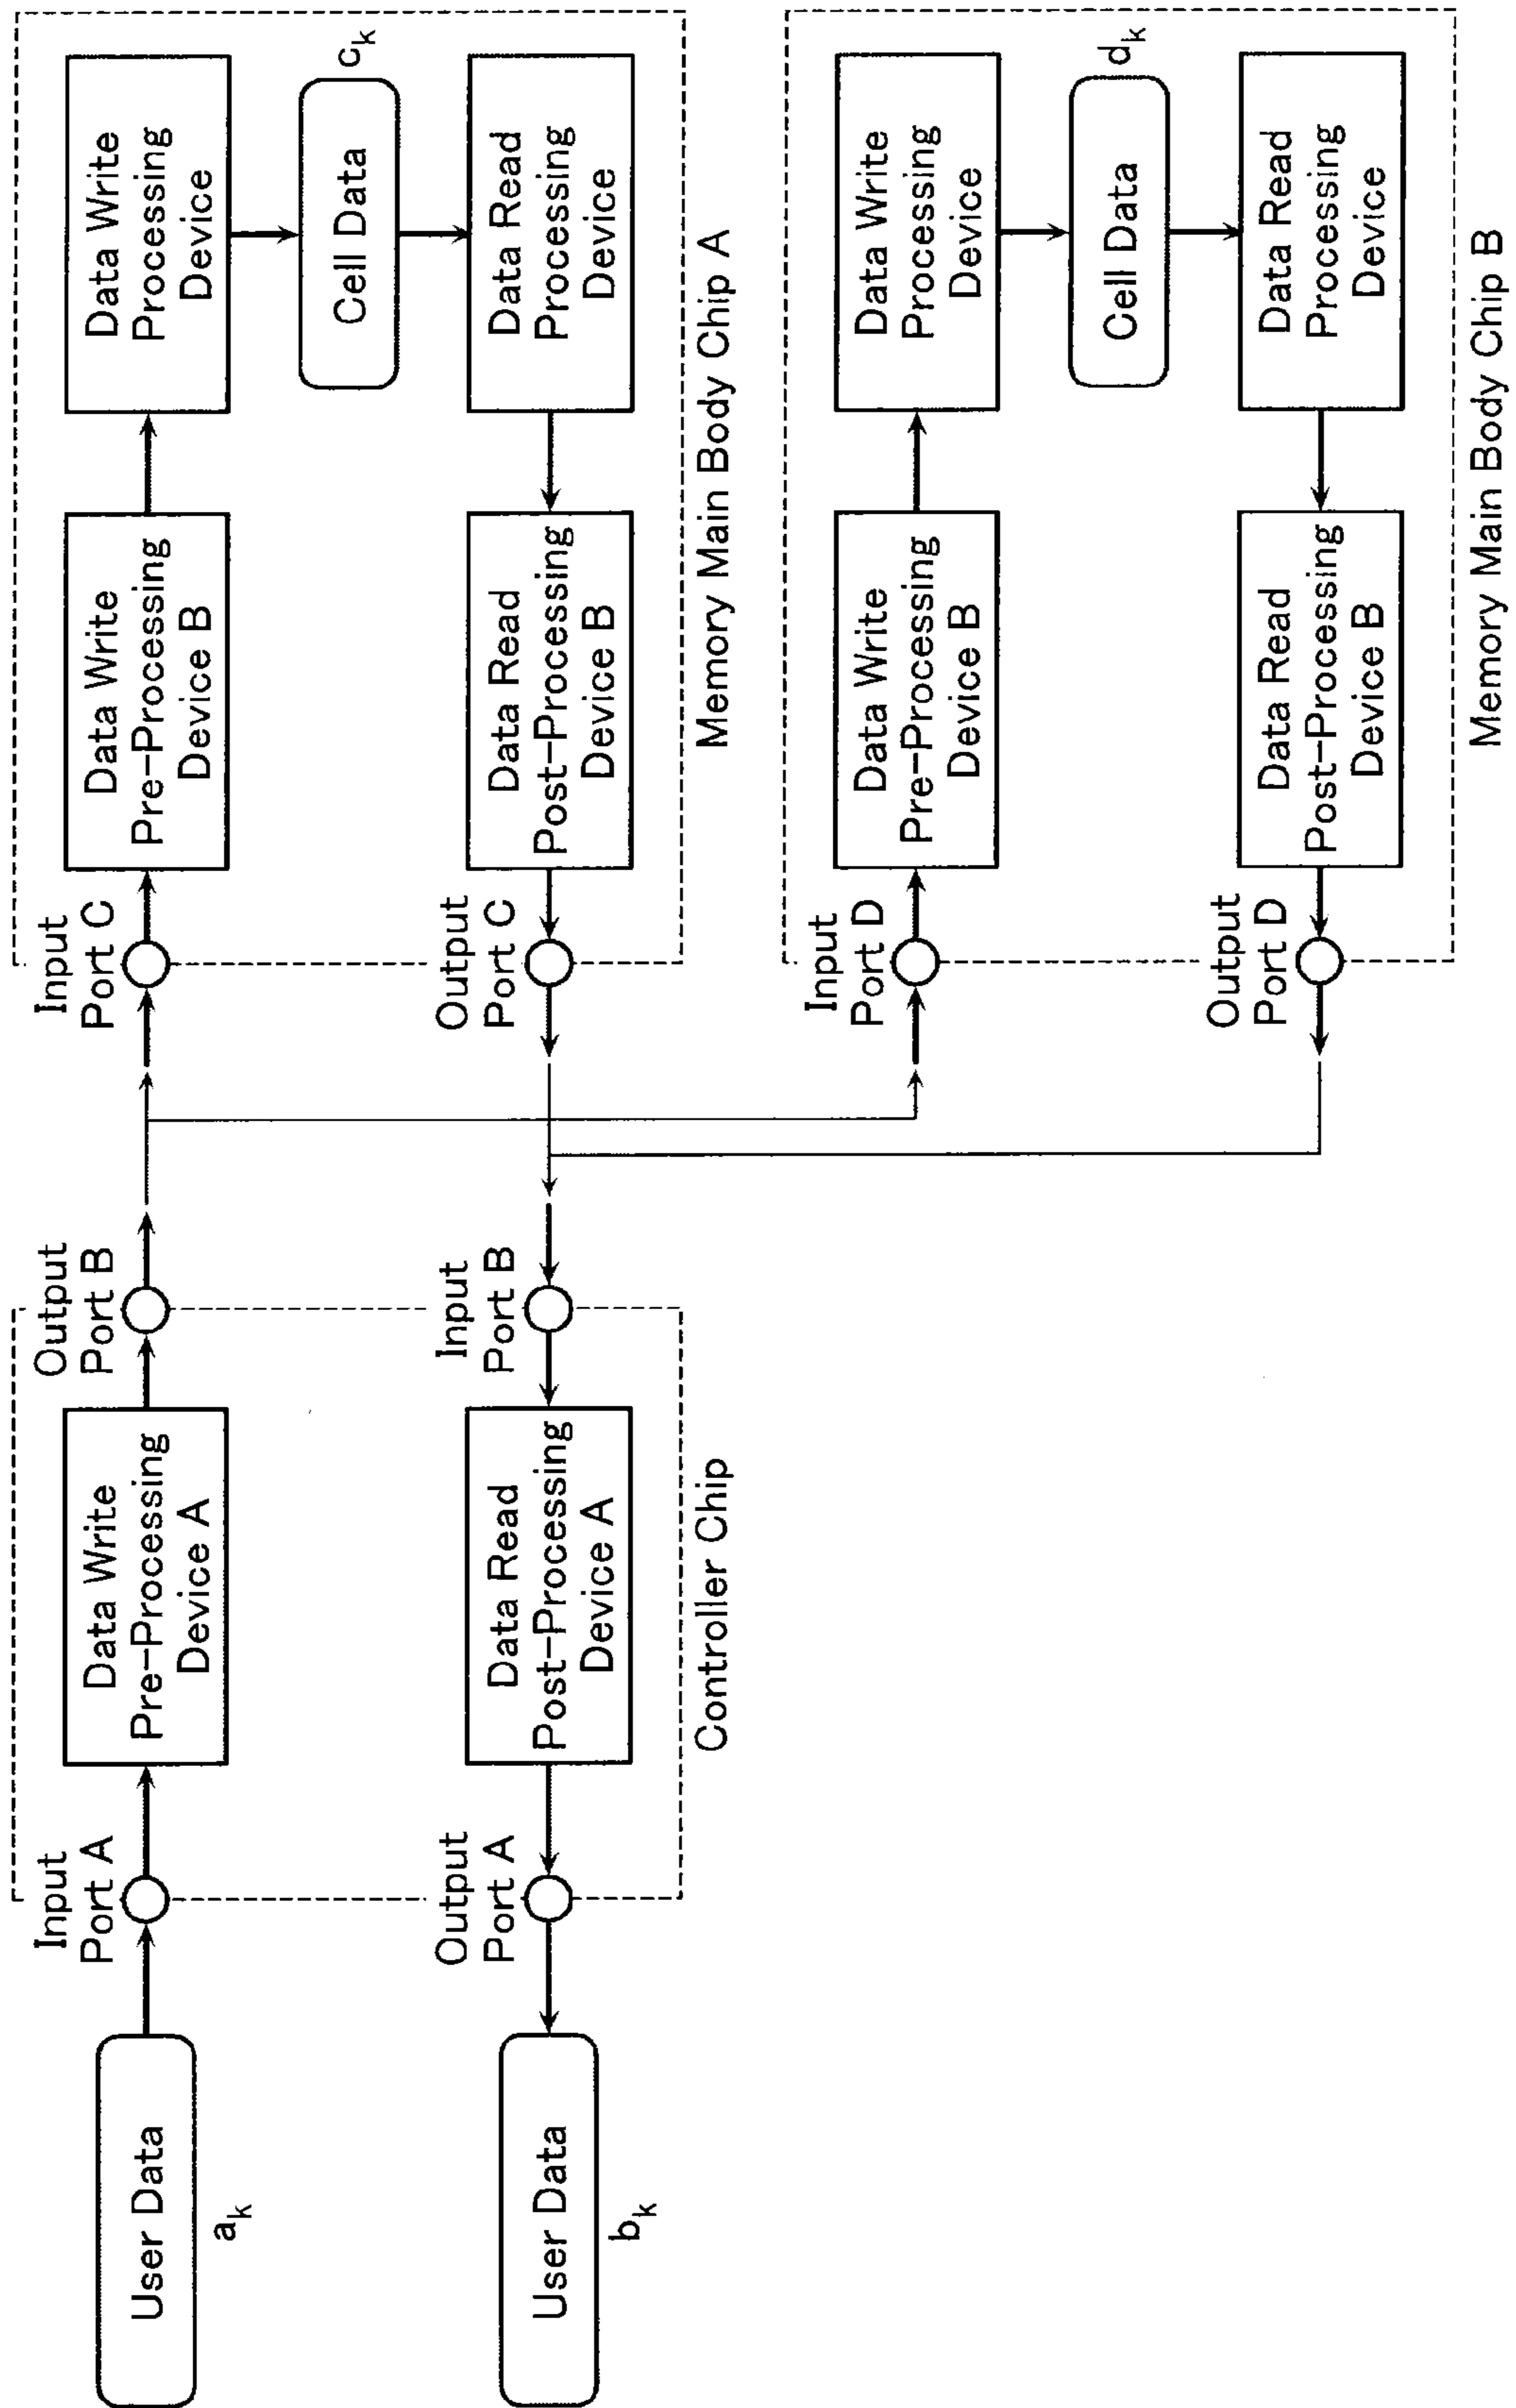 User Data
a_k
Input
Port A
Data Write
Pre-Processing
Device A
Output
Port B
User Data
b_k
Output
Port A
Data Read
Post-Processing
Device A
Input
Port B
Controller Chip
Input
Port C
Data Write
Pre-Processing
Device B
Data Write
Processing
Device
Cell Data
c_k
Output
Port C
Data Read
Post-Processing
Device B
Data Read
Processing
Device
Memory Main Body Chip A
Input
Port D
Data Write
Pre-Processing
Device B
Data Write
Processing
Device
Cell Data
d_k
Output
Port D
Data Read
Post-Processing
Device B
Data Read
Processing
Device
Memory Main Body Chip B